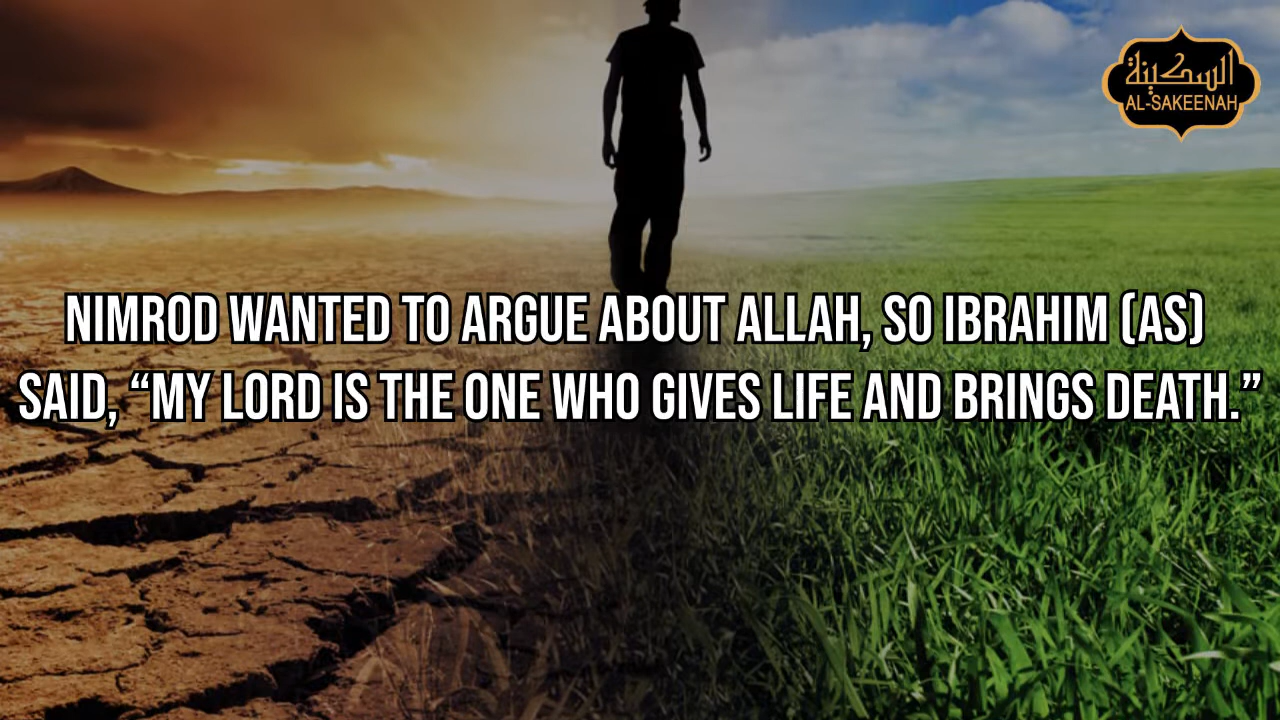 السكينة
AL-SAKEENAH
NIMROD WANTED TO ARGUE ABOUT ALLAH, SO IBRAHIM (AS)
SAID, “MY LORD IS THE ONE WHO GIVES LIFE AND BRINGS DEATH.”